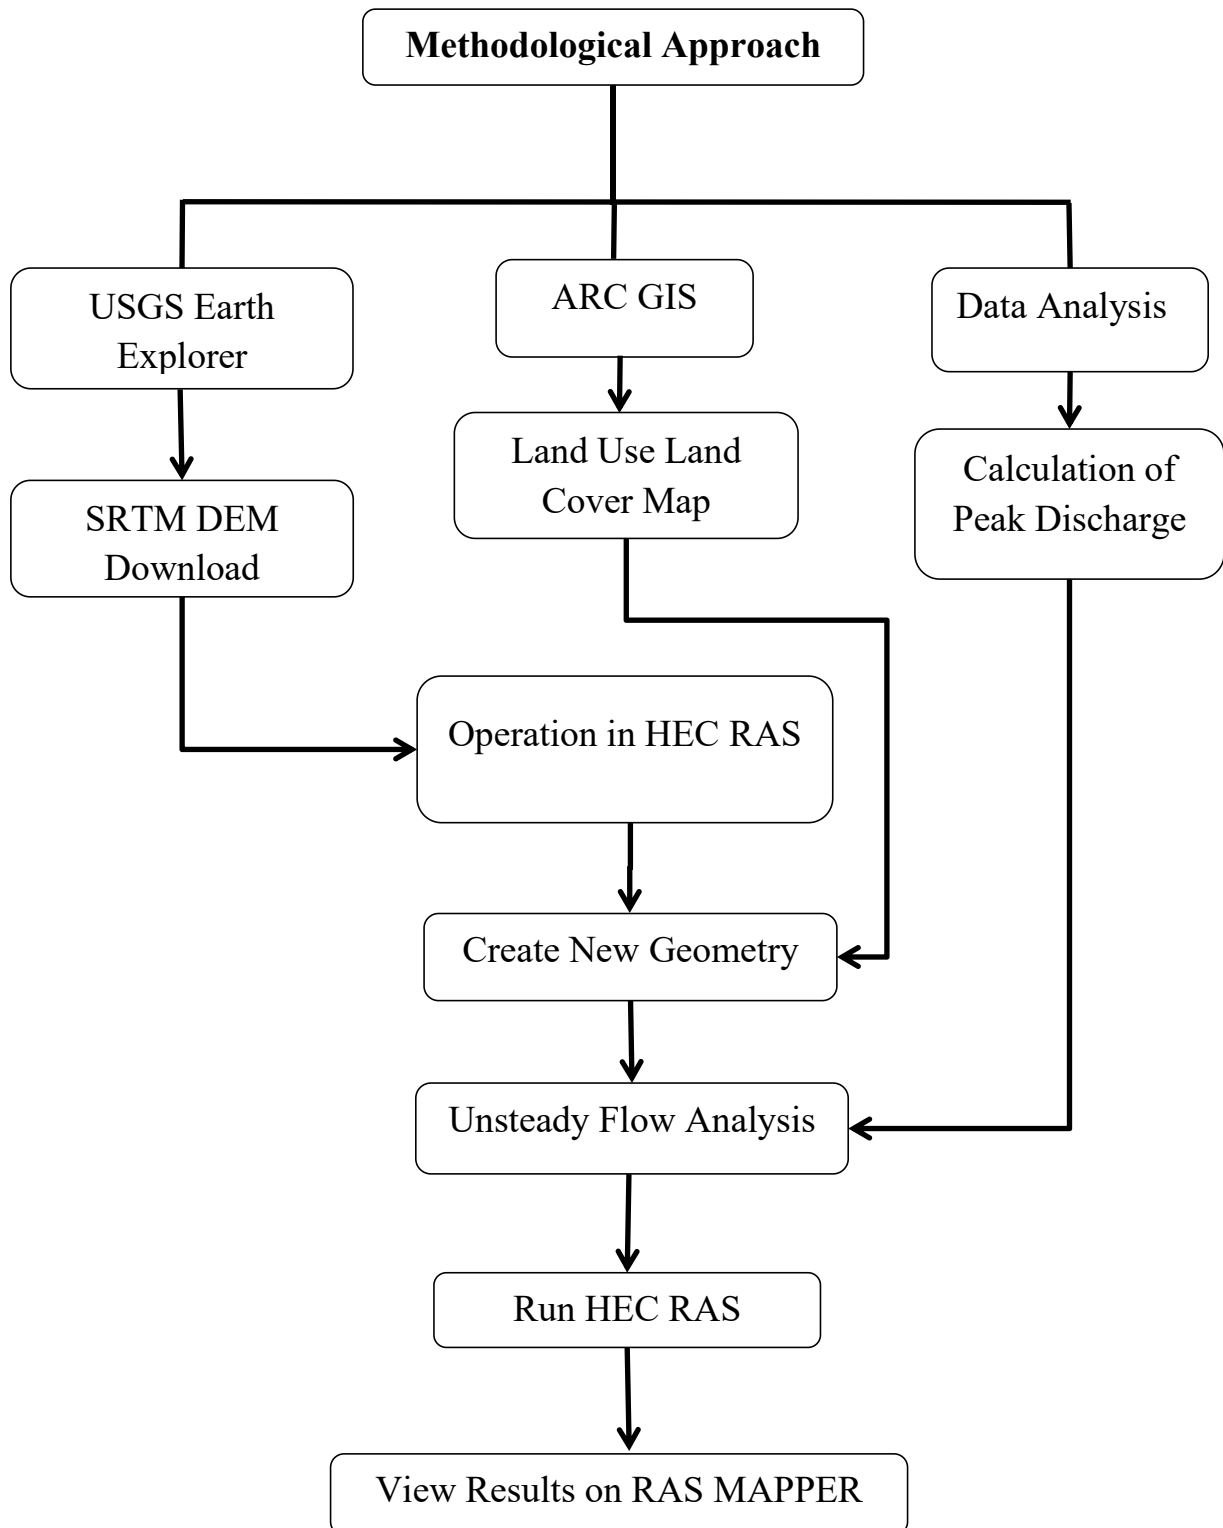 Methodological Approach
USGS Earth
Explorer
ARC GIS
Data Analysis
SRTM DEM
Download
Land Use Land
Cover Map
Calculation of
Peak Discharge
Operation in HEC RAS
Create New Geometry
Unsteady Flow Analysis
Run HEC RAS
View Results on RAS MAPPER